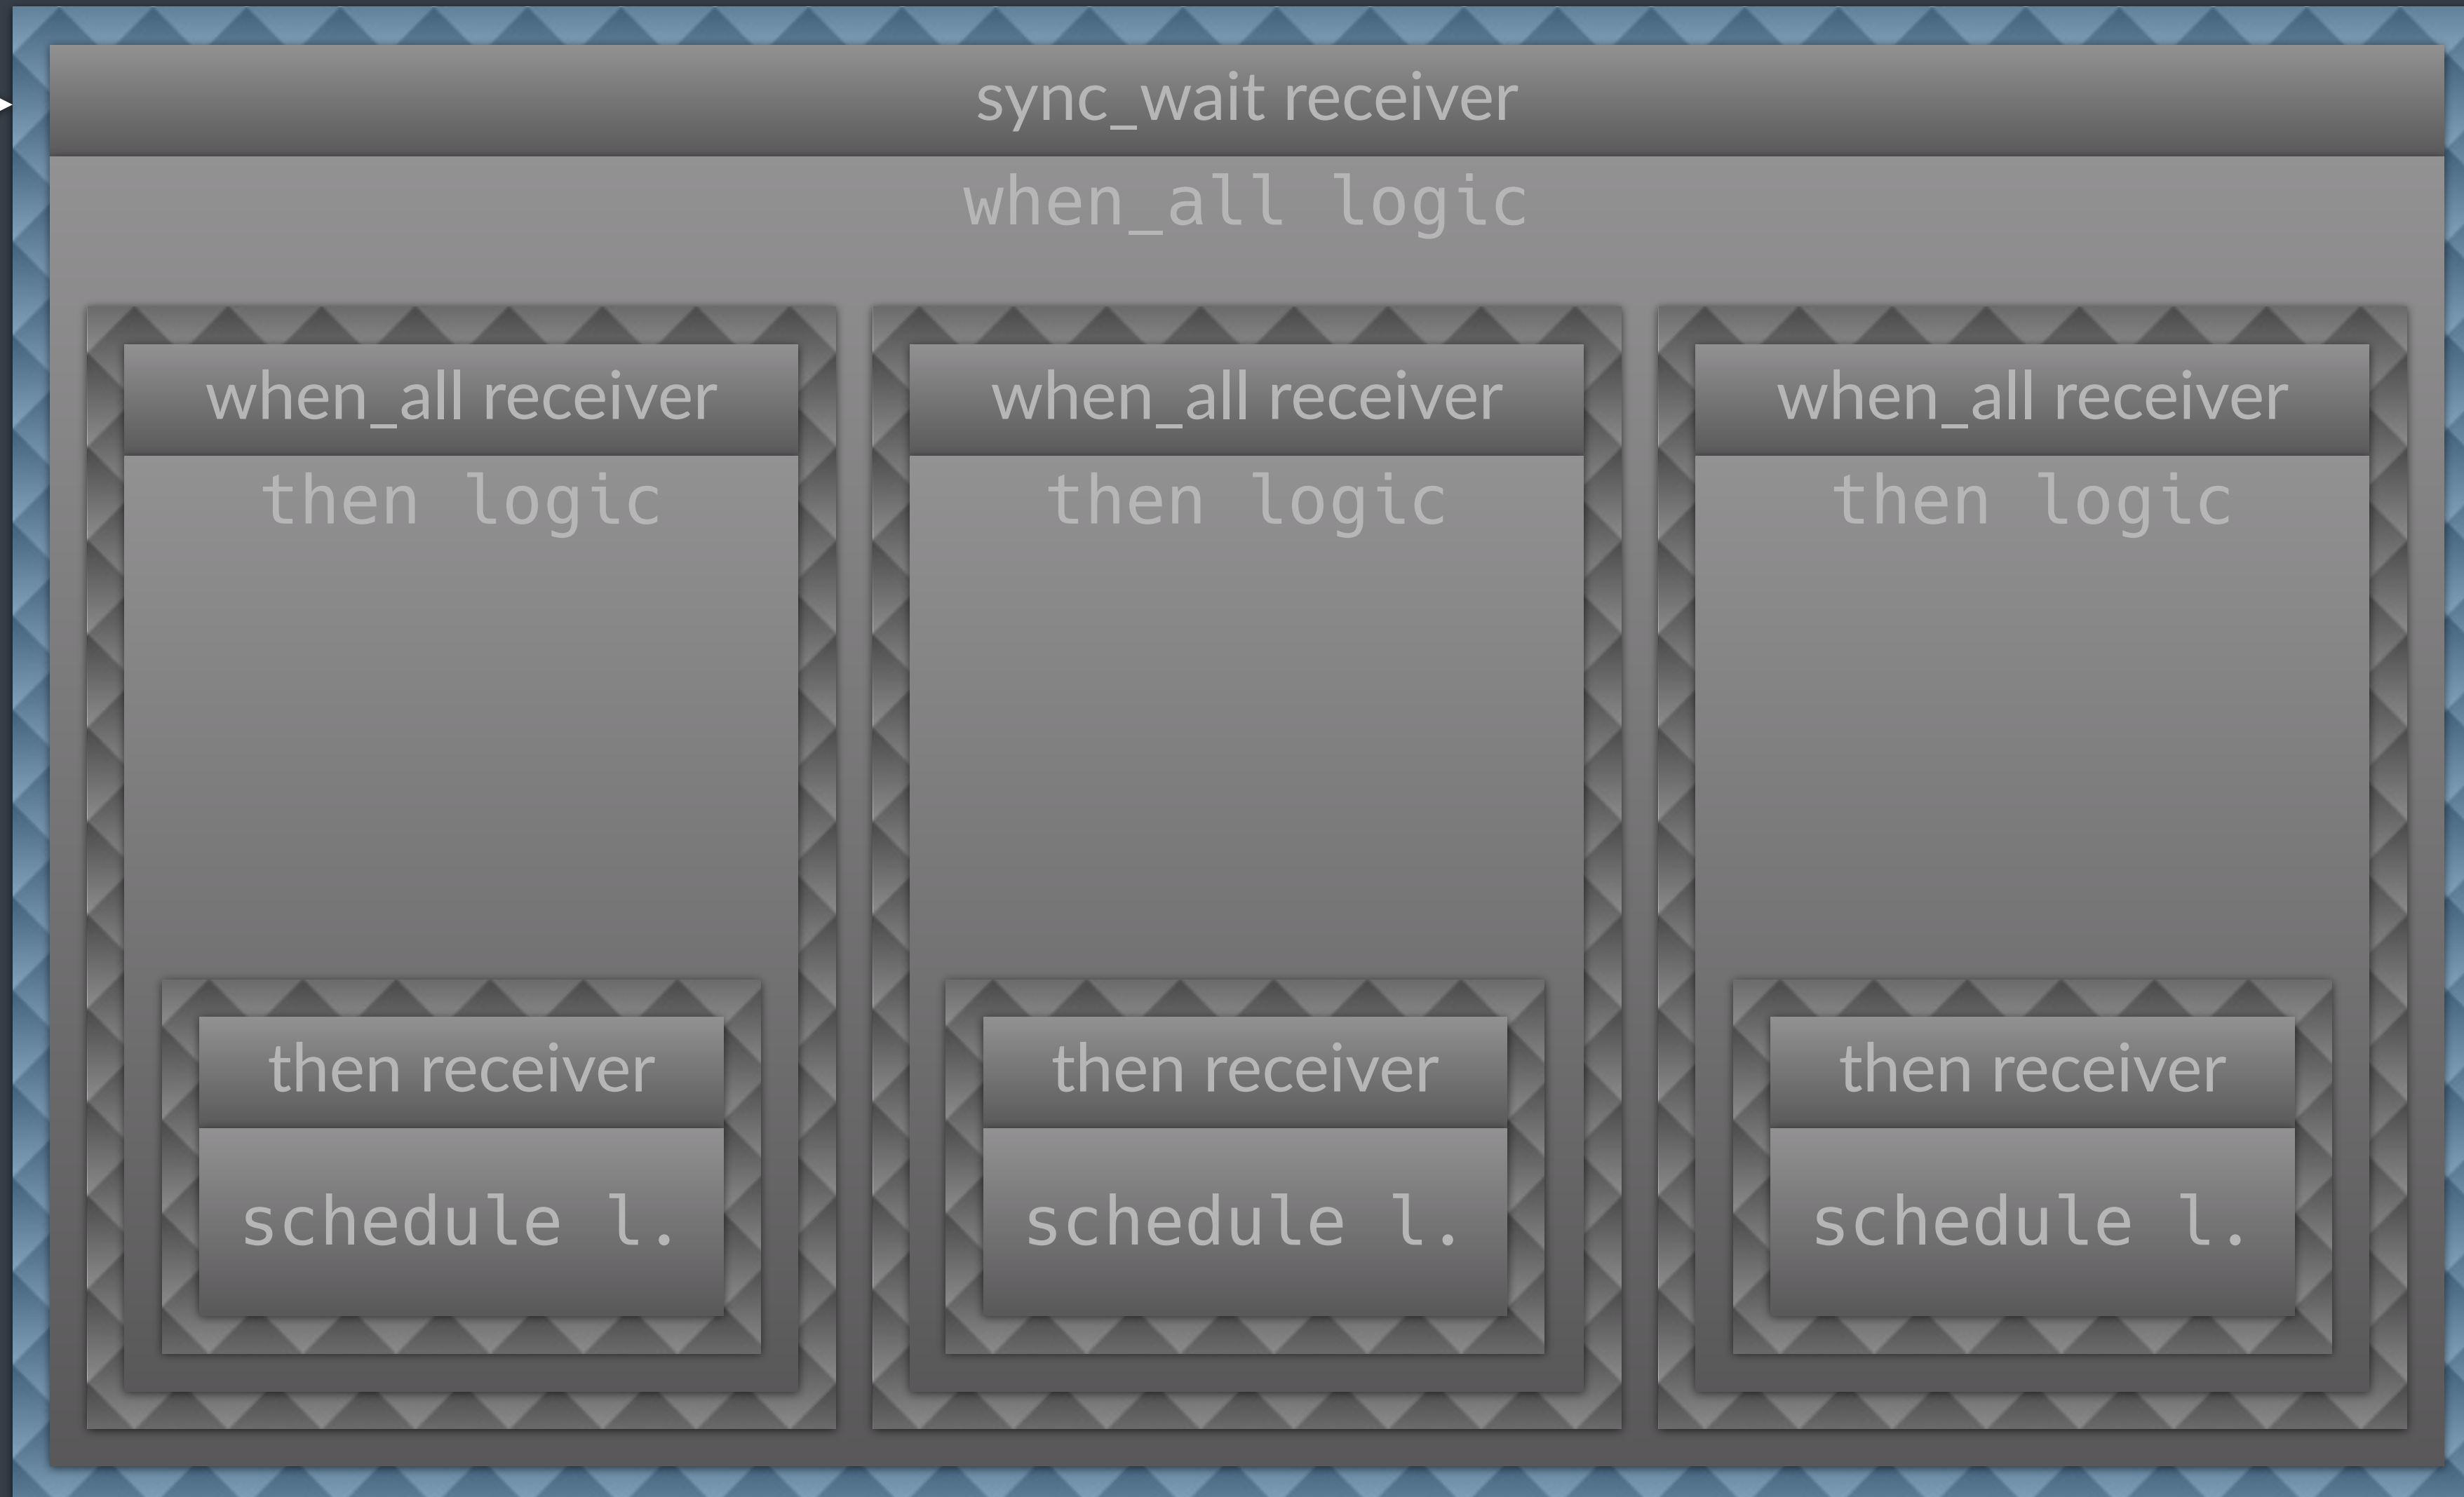 sync_wait receiver
when_all logic
when_all receiver
then logic
then receiver
schedule l.
when_all receiver
then logic
then receiver
schedule l.
when_all receiver
then logic
then receiver
schedule l.